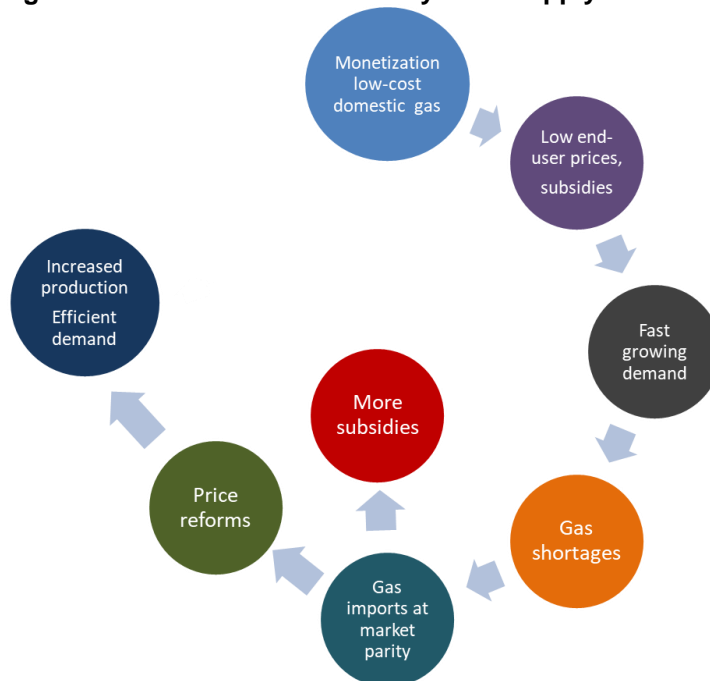 Monetization
low-cost
domestic gas
Low end-
user prices,
subsidies
Fast
growing
demand
Gas
shortages
Gas
imports at
market
parity
More
subsidies
Price
reforms
Increased
production
Efficient
demand